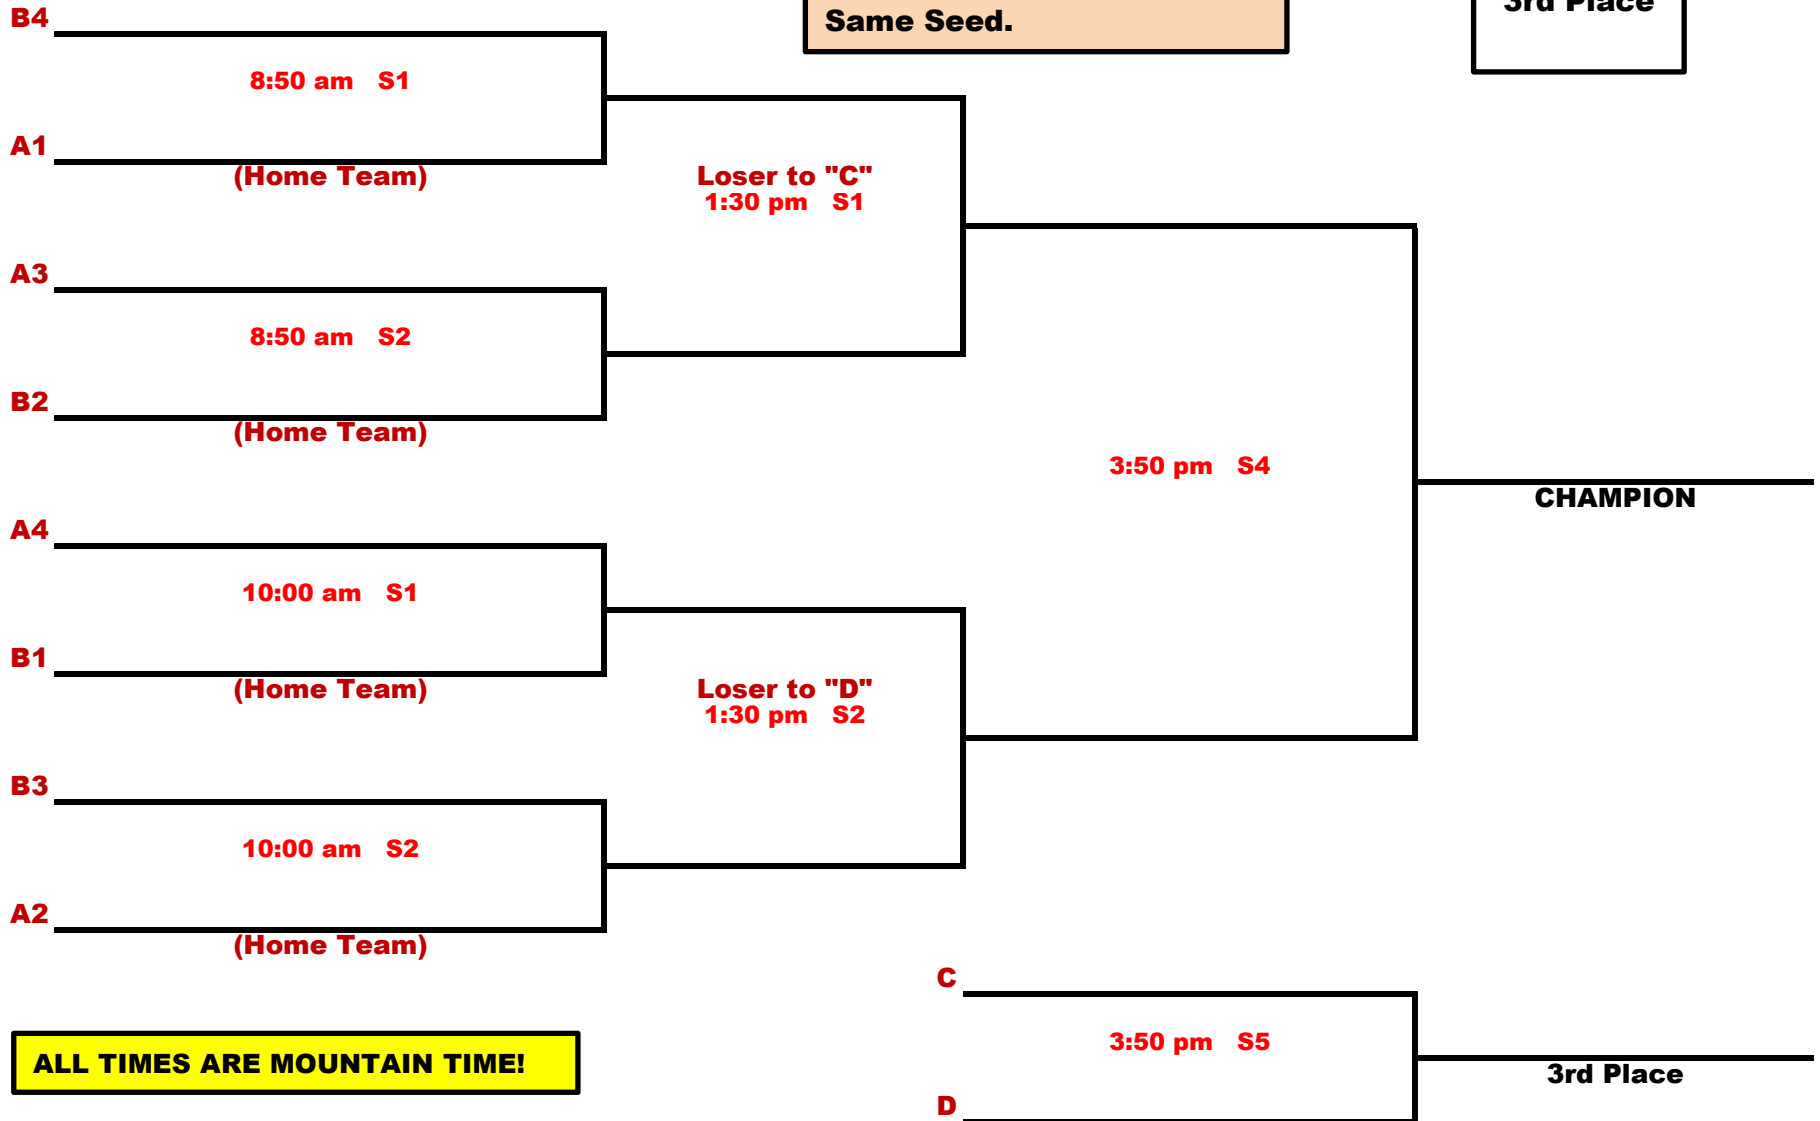 3rd Place
Same Seed.
B4
8:50 am S1
A1
(Home Team)
Loser to "C"
1:30 pm S1
A3
8:50 am S2
B2
(Home Team)
3:50 pm S4
CHAMPION
A4
10:00 am S1
B1
(Home Team)
Loser to "D"
1:30 pm S2
B3
10:00 am S2
A2
(Home Team)
C
3:50 pm S5
ALL TIMES ARE MOUNTAIN TIME!
3rd Place
D